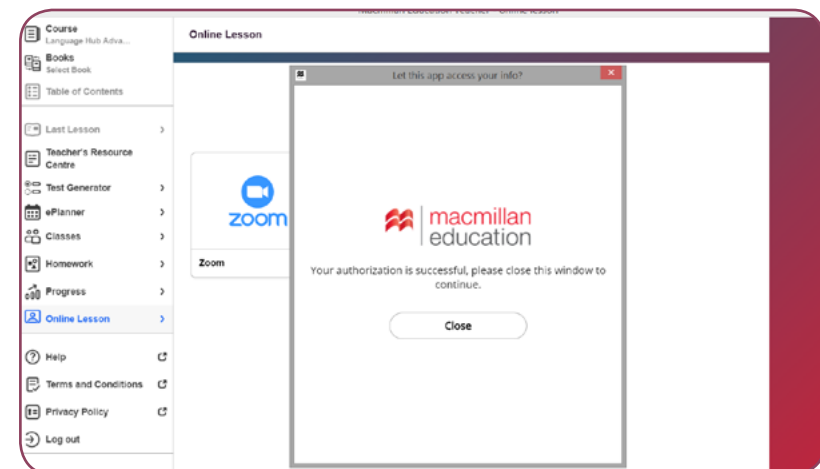 Course
Language Hub Adva...
Books
Select Book
Table of Contents
Last Lesson
Teacher's Resource
Centre
Test Generator
ePlanner
Classes
Homework
Progress
Online Lesson
Help
Terms and Conditions
Privacy Policy
Log out
Online Lesson
zoom
Zoom
Let this app access your info?
macmillan
education
Your authorization is successful, please close this window to
continue.
Close